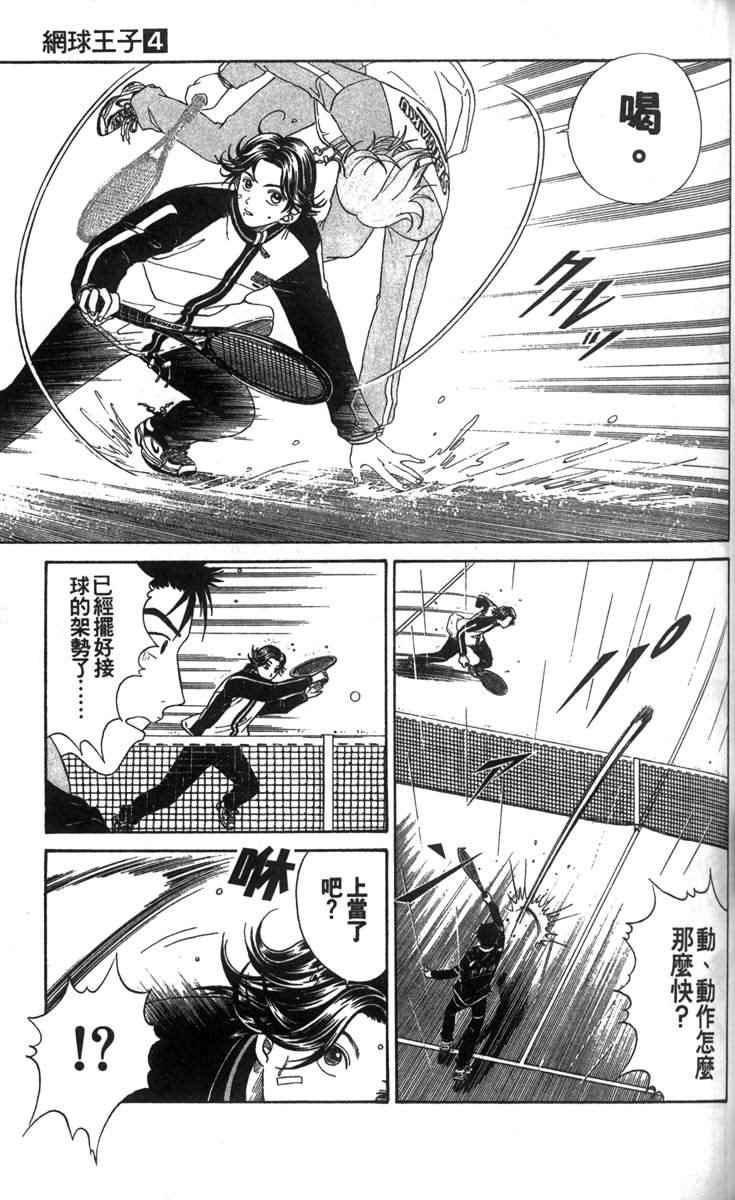 網球王子4
喝。
クルッ
動、動作怎麼
那麼快？
パァ
已經擺好接
球的架勢了……
上當了
吧？
咻
!?